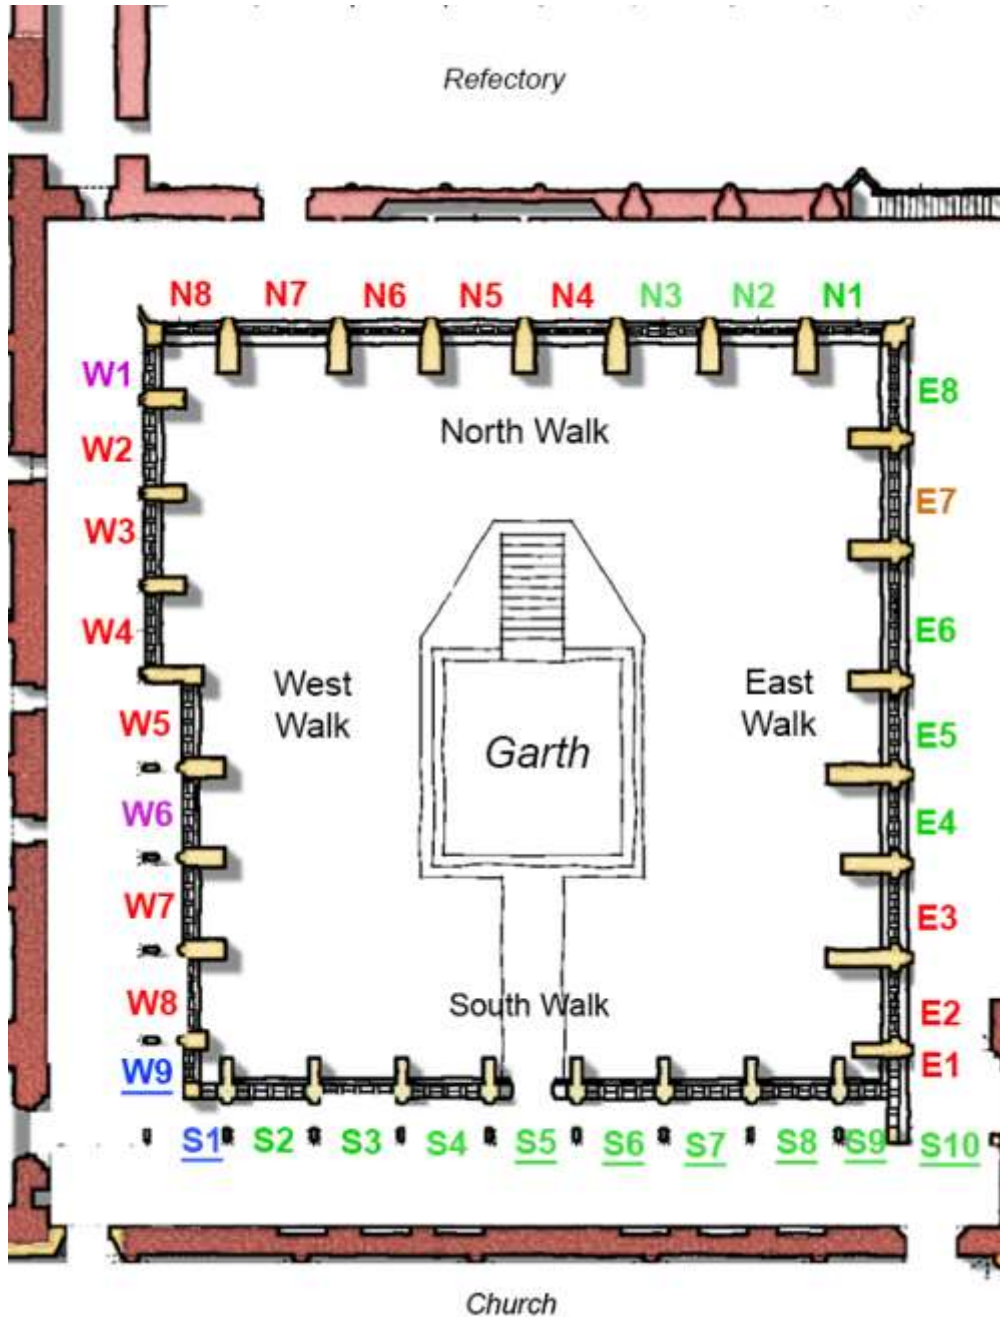 Refectory
N8 N7 N6 N5 N4 N3 N2 N1
W1
E8
North Walk
W2
E7
W3
W4
E6
West
Walk
East
Walk
W5
E5
Garth
W6
E4
W7
E3
W8
South Walk
E2
W9
E1
S1 S2 S3 S4 S5 S6 S7 S8 S9 S10
Church